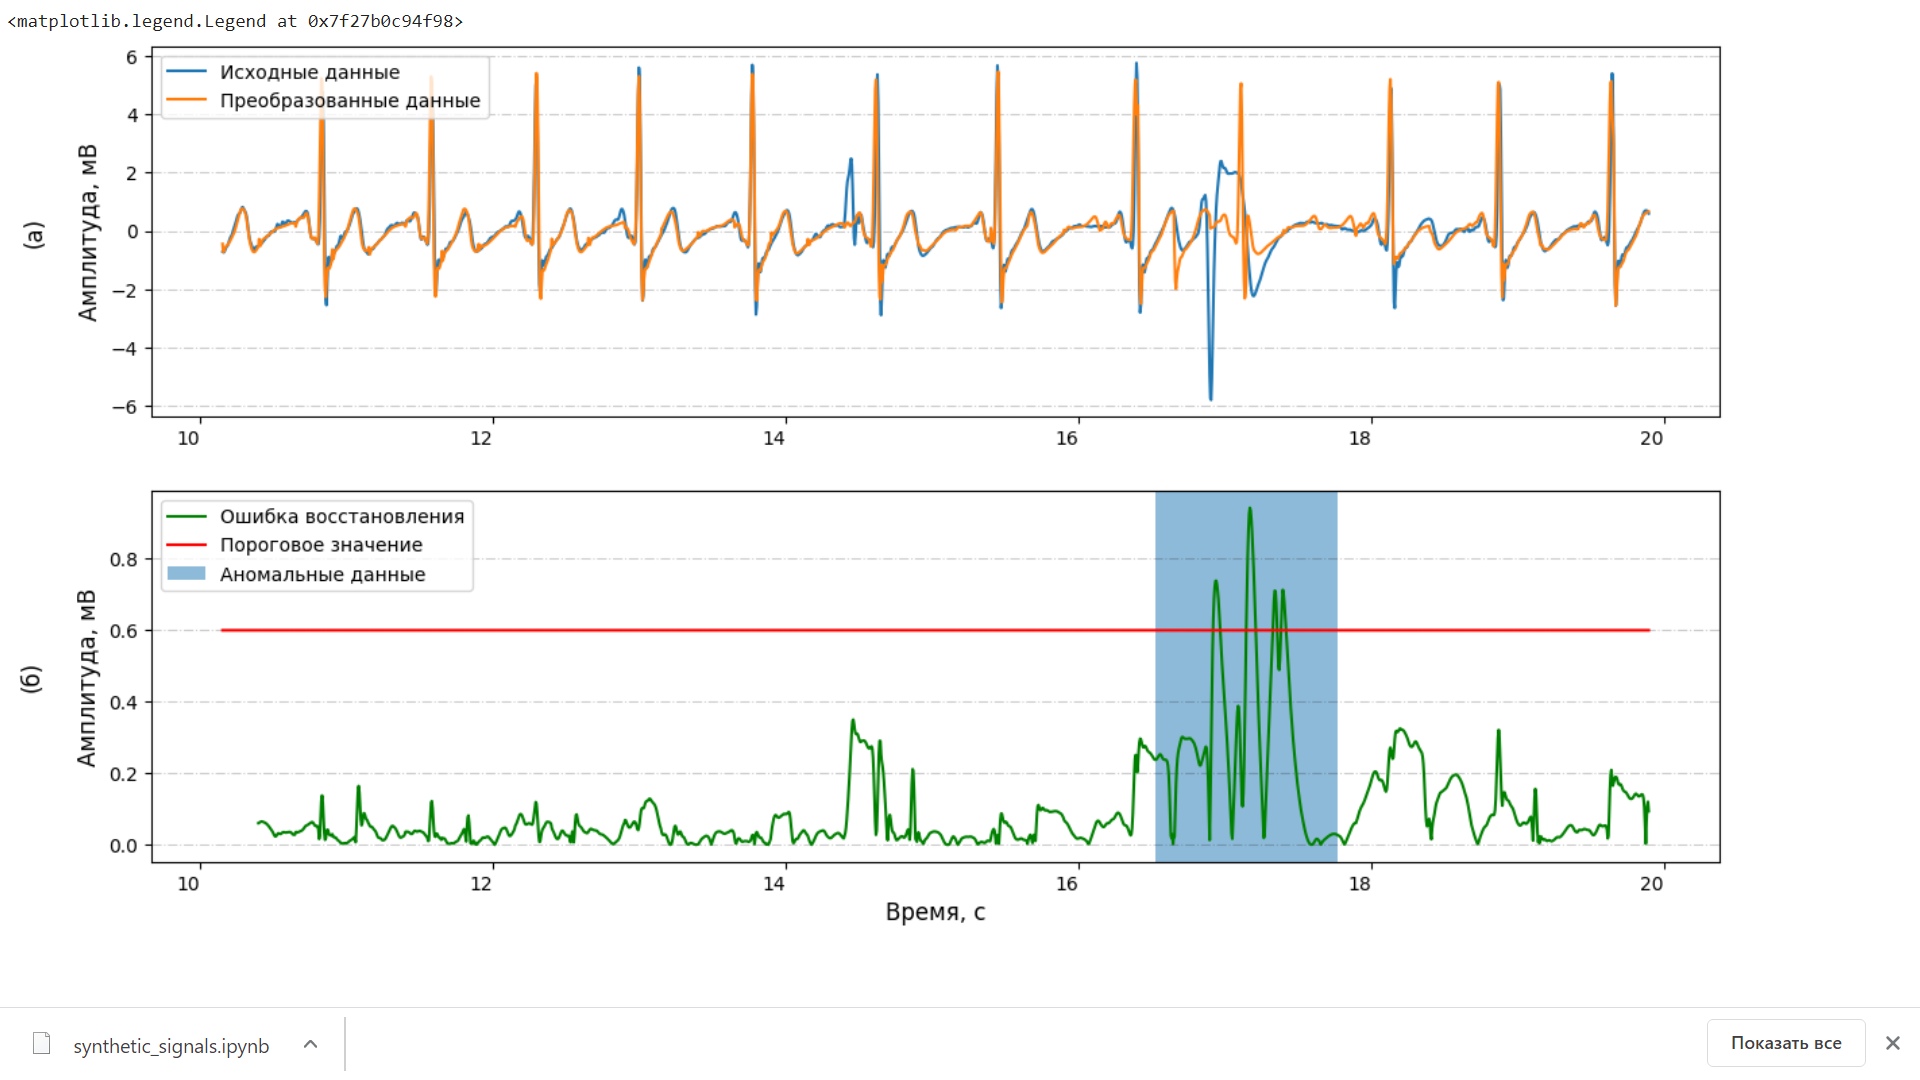 <matplotlib.legend.Legend at 0x7f27b0c94f98>
6
4
2
0
−2
−4
−6
Амплитуда, мВ
(а)
Исходные данные
Преобразованные данные
10 12 14 16 18 20
0.8
0.6
0.4
0.2
0.0
Амплитуда, мВ
(б)
Ошибка восстановления
Пороговое значение
Аномальные данные
10 12 14 16 18 20
Время, с
synthetic_signals.ipynb
Показать все